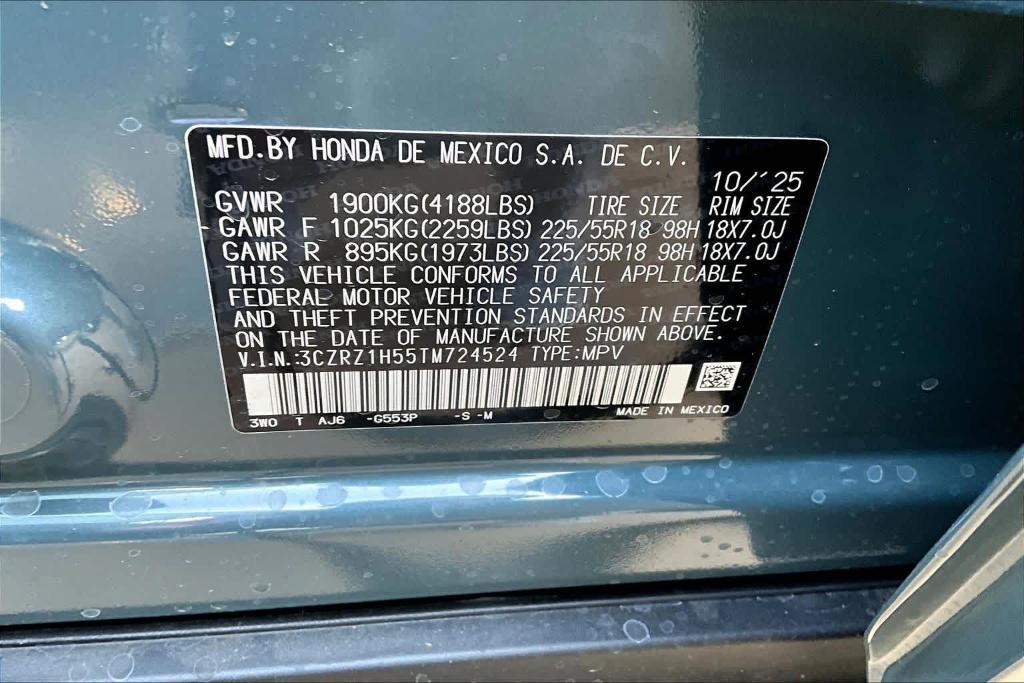 MFD.BY HONDA DE MEXICO S.A. DE C.V.
10/'25
GVWR 1900KG(4188LBS) TIRE SIZE RIM SIZE
GAWR F 1025KG(2259LBS) 225/55R18 98H 18X7.0J
GAWR R 895KG(1973LBS) 225/55R18 98H 18X7.0J
THIS VEHICLE CONFORMS TO ALL APPLICABLE
FEDERAL MOTOR VEHICLE SAFETY
AND THEFT PREVENTION STANDARDS IN EFFECT
ON THE DATE OF MANUFACTURE SHOWN ABOVE.
V.I.N.:3CZRZ1H55TM724524 TYPE:MPV
3WO T AJ6 -G553P -S -M MADE IN MEXICO